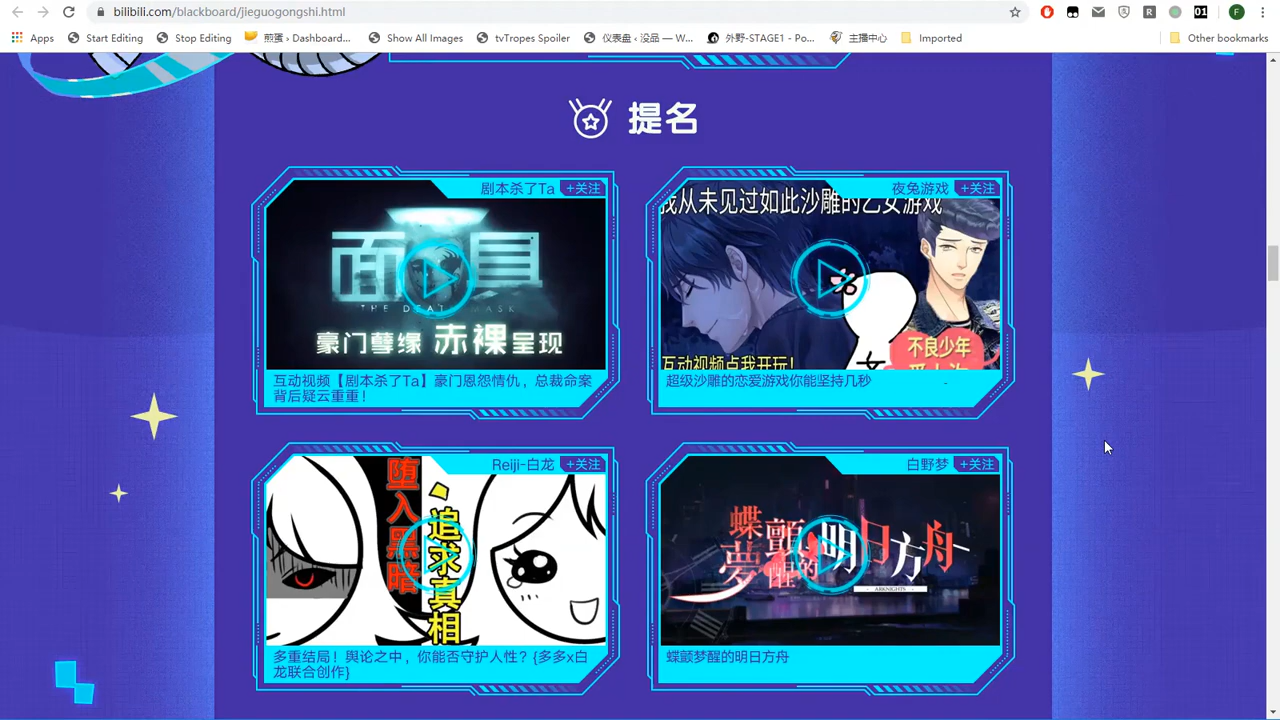 bilibili.com/blackboard/jieguogongshi.html
F
Apps
Start Editing
Stop Editing
煎蛋 › Dashboard...
Show All Images
tvTropes Spoiler
仪表盘 ‹ 没品 — W...
外野-STAGE1 - Po...
主播中心
Imported
Other bookmarks
提名
剧本杀了Ta
+关注
面具
THE DEATH MASK
豪门孽缘 赤裸呈现
互动视频【剧本杀了Ta】豪门恩怨情仇，总裁命案
背后疑云重重！
夜兔游戏
+关注
我从未见过如此沙雕的乙女游戏
互动视频点我开玩！
不良少年
超级沙雕的恋爱游戏你能坚持几秒
Reiji-白龙
+关注
堕入黑暗
追求真相
多重结局！舆论之中，你能否守护人性？{多多x白
龙联合创作}
白野梦
+关注
蝶夢
顫醒的
明日方舟
ARKNIGHTS
蝶颤梦醒的明日方舟